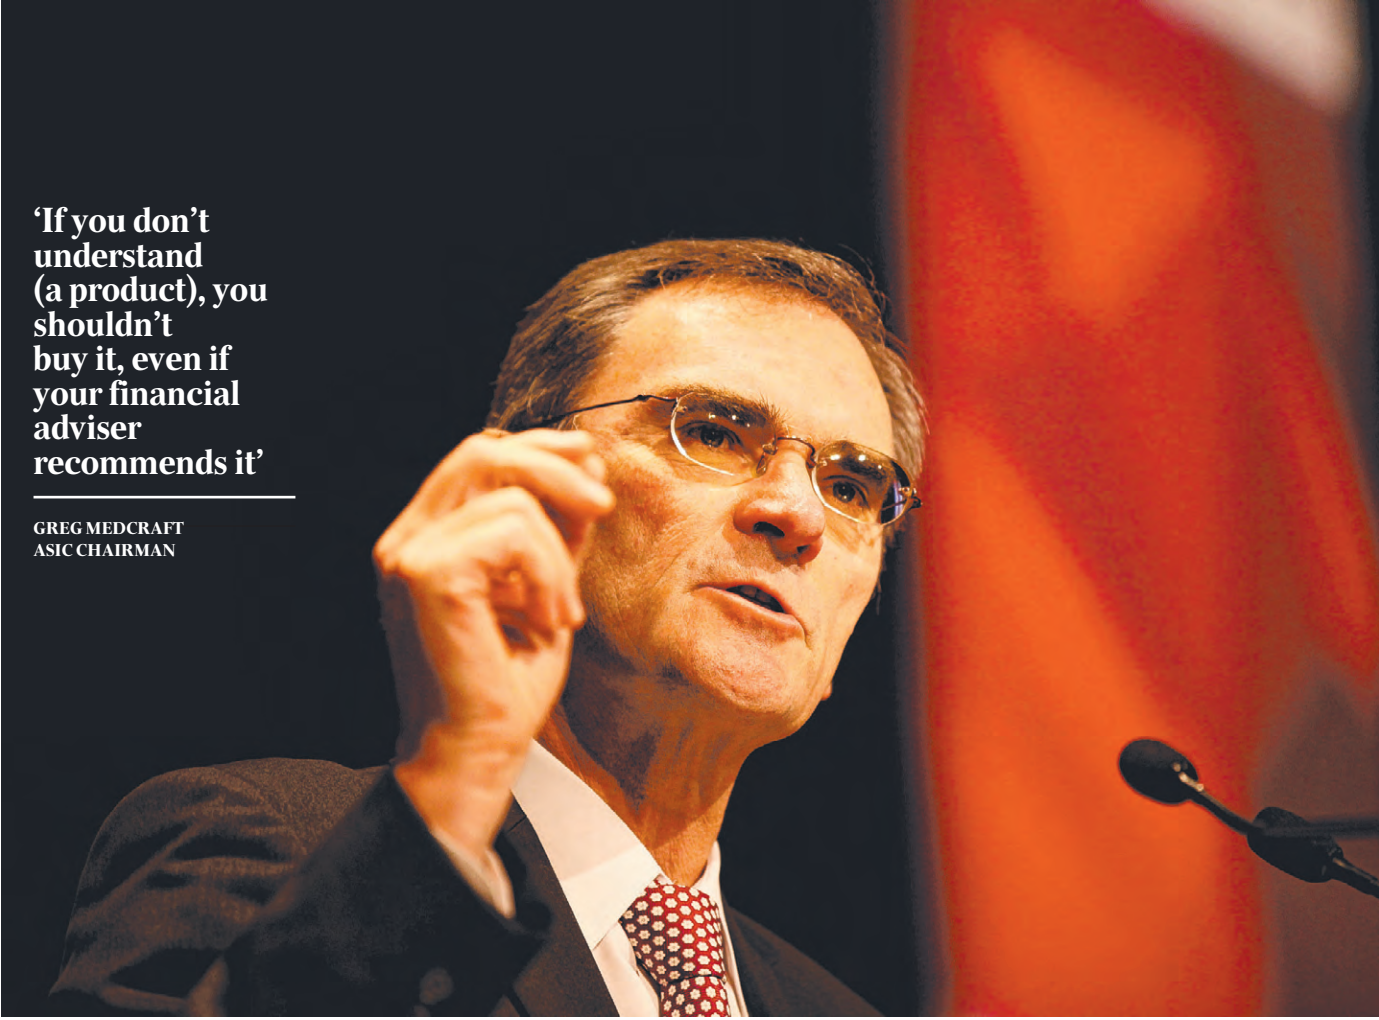 ‘If you don’t
understand
(a product), you
shouldn’t
buy it, even if
your financial
adviser
recommends it’
GREG MEDCRAFT
ASIC CHAIRMAN